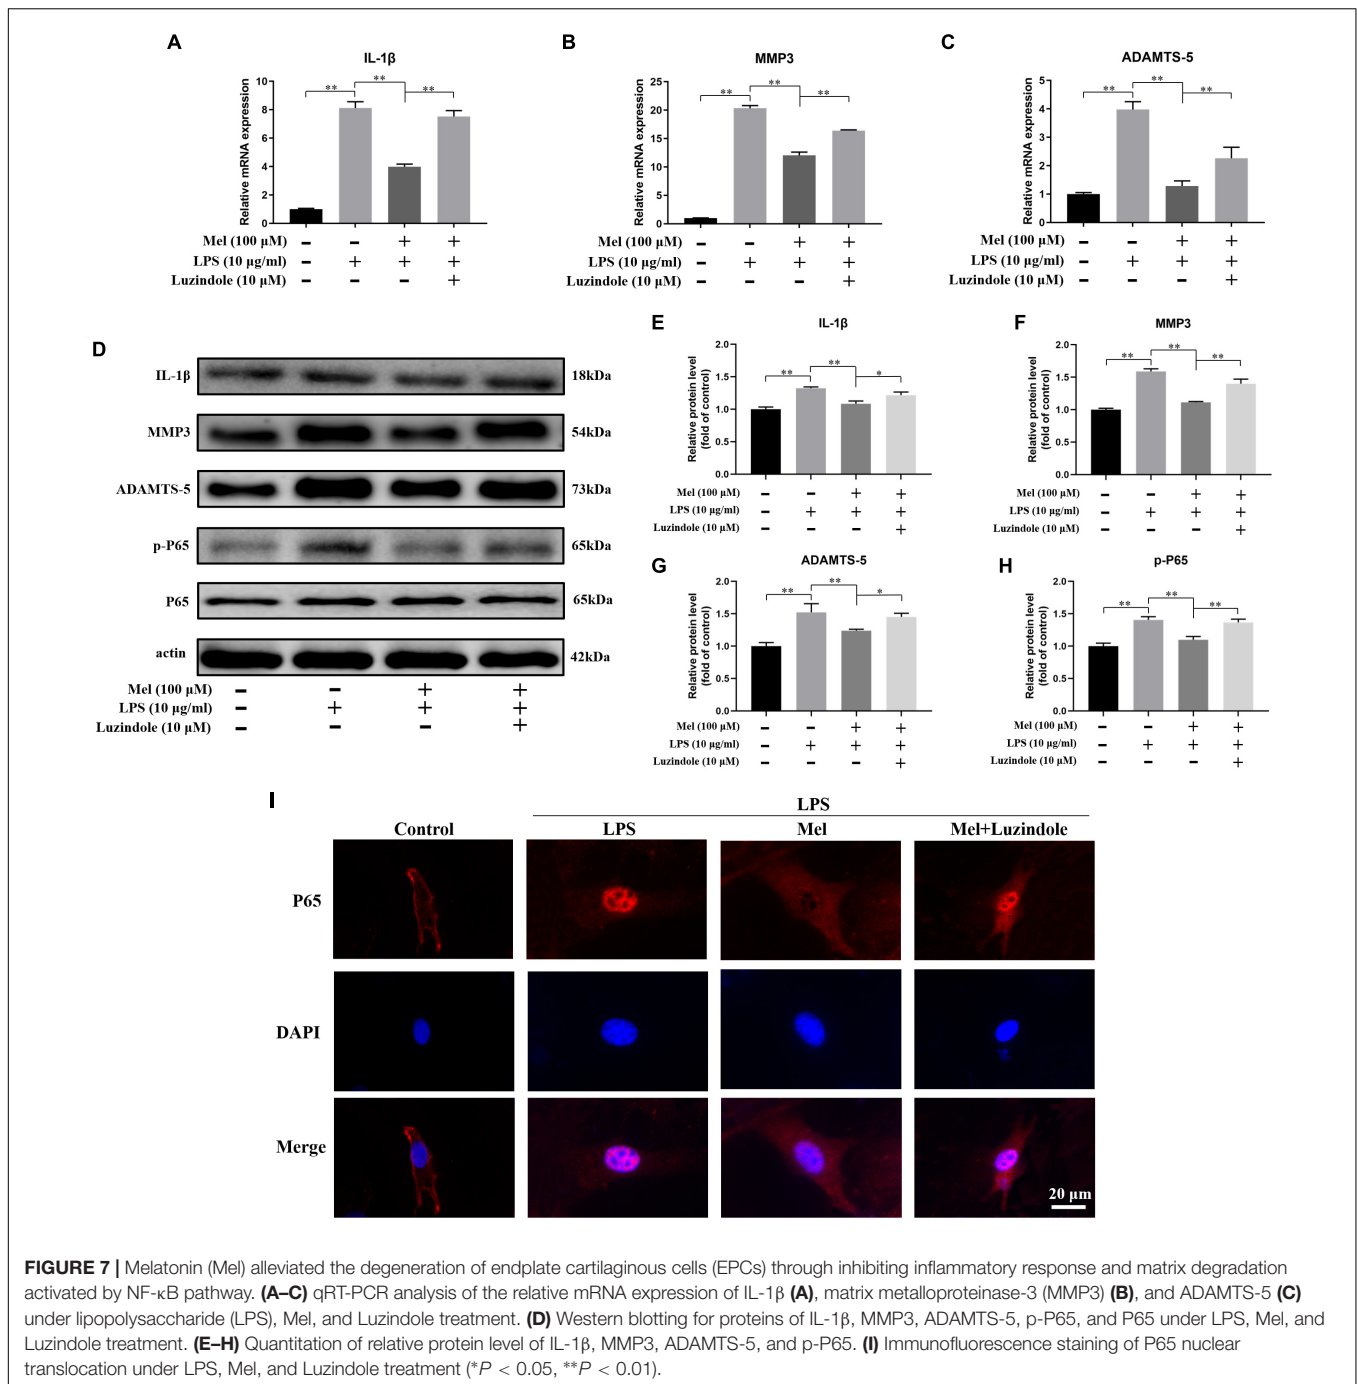 A
IL-1β
Relative mRNA expression
10
8
6
4
2
0
** ** **
Mel (100 μM) − − + +
LPS (10 μg/ml) − + + +
Luzindole (10 μM) − − − +
B
MMP3
Relative mRNA expression
25
20
15
10
5
0
** ** **
Mel (100 μM) − − + +
LPS (10 μg/ml) − + + +
Luzindole (10 μM) − − − +
C
ADAMTS-5
Relative mRNA expression
5
4
3
2
1
0
** ** **
Mel (100 μM) − − + +
LPS (10 μg/ml) − + + +
Luzindole (10 μM) − − − +
D
IL-1β 18kDa
MMP3 54kDa
ADAMTS-5 73kDa
p-P65 65kDa
P65 65kDa
actin 42kDa
Mel (100 μM) − − + +
LPS (10 μg/ml) − + + +
Luzindole (10 μM) − − − +
E
IL-1β
Relative protein level
(fold of control)
2.0
1.5
1.0
0.5
0.0
** ** *
Mel (100 μM) − − + +
LPS (10 μg/ml) − + + +
Luzindole (10 μM) − − − +
F
MMP3
Relative protein level
(fold of control)
2.0
1.5
1.0
0.5
0.0
** ** **
Mel (100 μM) − − + +
LPS (10 μg/ml) − + + +
Luzindole (10 μM) − − − +
G
ADAMTS-5
Relative protein level
(fold of control)
2.0
1.5
1.0
0.5
0.0
** ** *
Mel (100 μM) − − + +
LPS (10 μg/ml) − + + +
Luzindole (10 μM) − − − +
H
p-P65
Relative protein level
(fold of control)
2.0
1.5
1.0
0.5
0.0
** ** **
Mel (100 μM) − − + +
LPS (10 μg/ml) − + + +
Luzindole (10 μM) − − − +
I
LPS
Control LPS Mel Mel+Luzindole
P65
DAPI
Merge
20 μm
FIGURE 7 | Melatonin (Mel) alleviated the degeneration of endplate cartilaginous cells (EPCs) through inhibiting inflammatory response and matrix degradation
activated by NF-κB pathway. (A–C) qRT-PCR analysis of the relative mRNA expression of IL-1β (A), matrix metalloproteinase-3 (MMP3) (B), and ADAMTS-5 (C)
under lipopolysaccharide (LPS), Mel, and Luzindole treatment. (D) Western blotting for proteins of IL-1β, MMP3, ADAMTS-5, p-P65, and P65 under LPS, Mel, and
Luzindole treatment. (E–H) Quantitation of relative protein level of IL-1β, MMP3, ADAMTS-5, and p-P65. (I) Immunofluorescence staining of P65 nuclear
translocation under LPS, Mel, and Luzindole treatment (*P < 0.05, **P < 0.01).